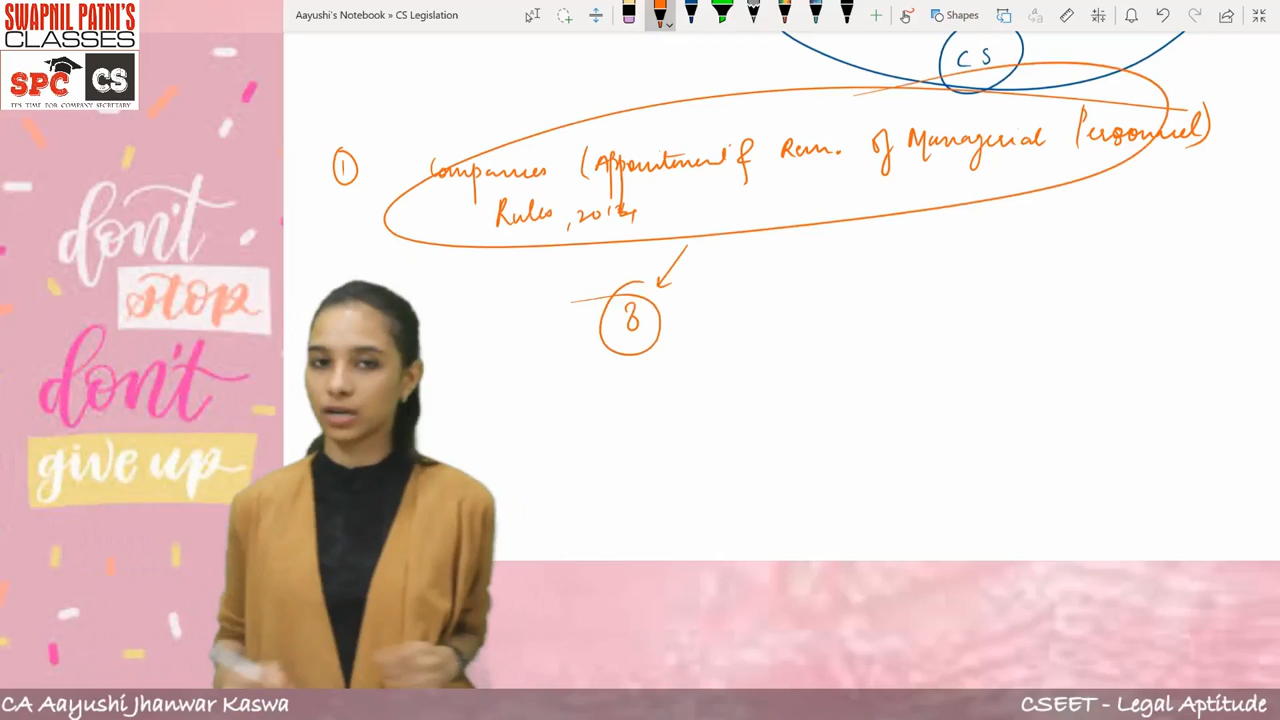 SWAPNIL PATNI'S
CLASSES
SPC CS
IT'S TIME FOR COMPANY SECRETARY
Aayushi's Notebook » CS Legislation
Shapes
CS
① Companies (Appointment & Rem. of Managerial Personnel)
Rules, 2014
8
don't
stop
don't
give up
CA Aayushi Jhanwar Kaswa
CSEET - Legal Aptitude